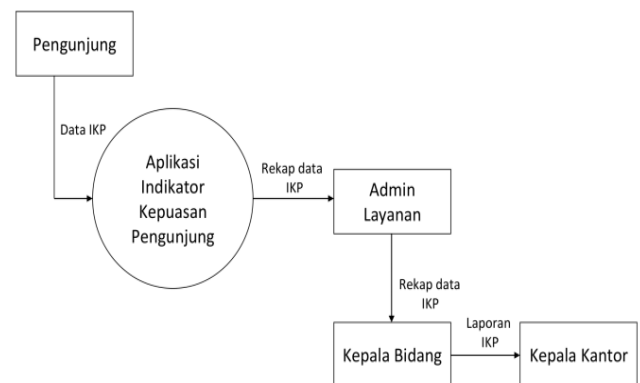 Pengunjung
Data IKP
Aplikasi
Indikator
Kepuasan
Pengunjung
Rekap data
IKP
Admin
Layanan
Rekap data
IKP
Kepala Bidang
Laporan
IKP
Kepala Kantor